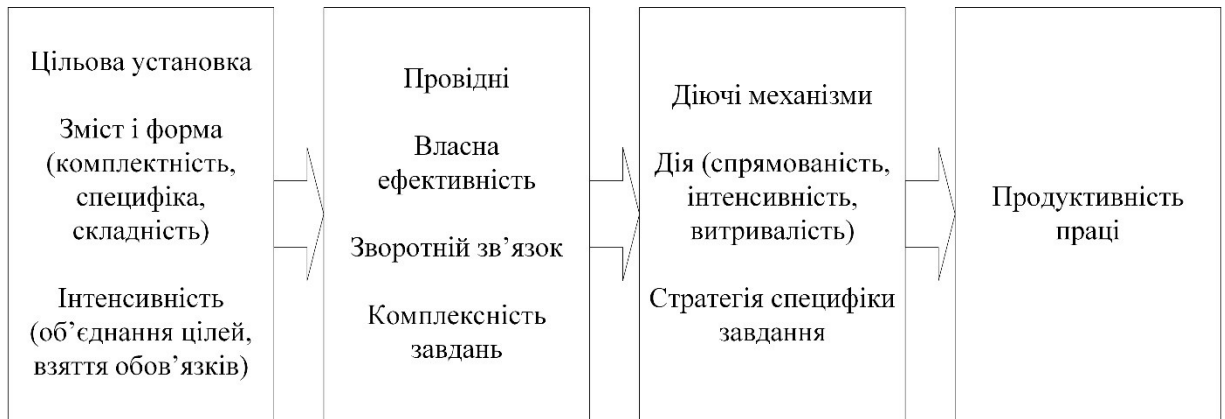 Цільова установка
Зміст і форма
(комплектність,
специфіка,
складність)
Інтенсивність
(об’єднання цілей,
взяття обов’язків)
Провідні
Власна
ефективність
Зворотній зв’язок
Комплексність
завдань
Діючі механізми
Дія (спрямованість,
інтенсивність,
витривалість)
Стратегія специфіки
завдання
Продуктивність
праці